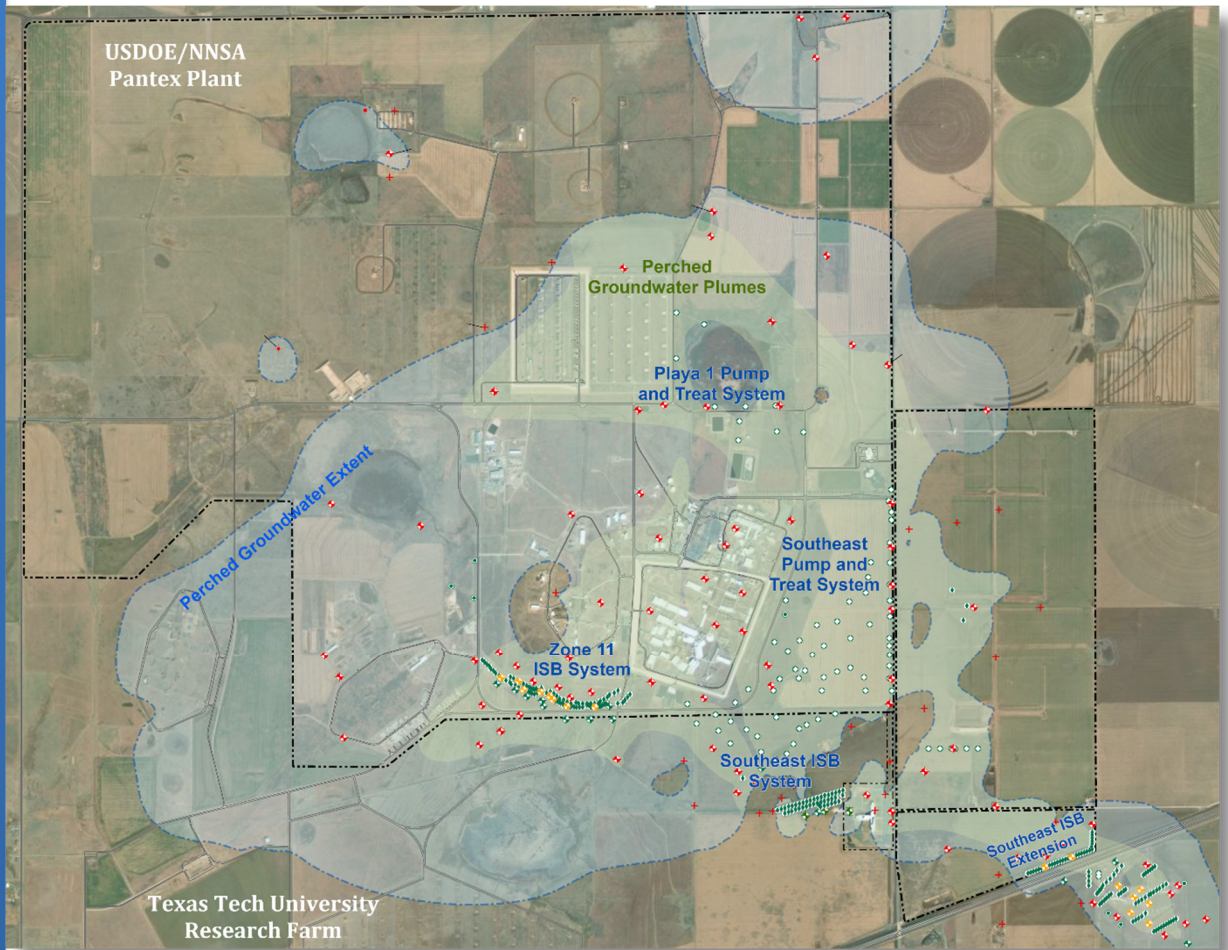 USDOE/NNSA
Pantex Plant
Perched
Groundwater Plumes
Playa 1 Pump
and Treat System
Perched Groundwater Extent
Southeast
Pump and
Treat System
Zone 11
ISB System
Southeast ISB
System
Southeast ISB
Extension
Texas Tech University
Research Farm